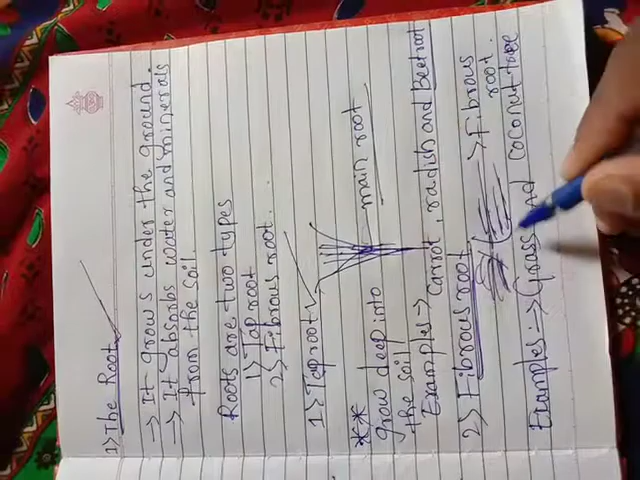 1> The Root
→ It grows under the ground.
→ It absorbs water and minerals
from the soil
Roots are two types
1> Tap root
2> Fibrous root.
1> Tap root
main root
** Grow deep into
the soil
Examples → Carrot, radish and Beetroot
2> Fibrous root
→ Fibrous
root.
Examples :→ Grass and coconut tree